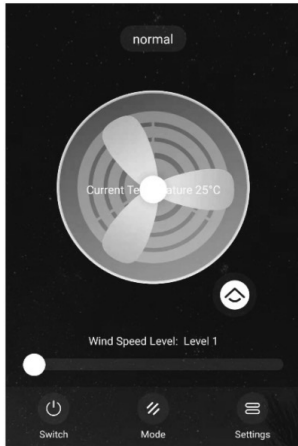 normal
Current Te ature 25°C
Wind Speed Level: Level 1
Switch
Mode
Settings